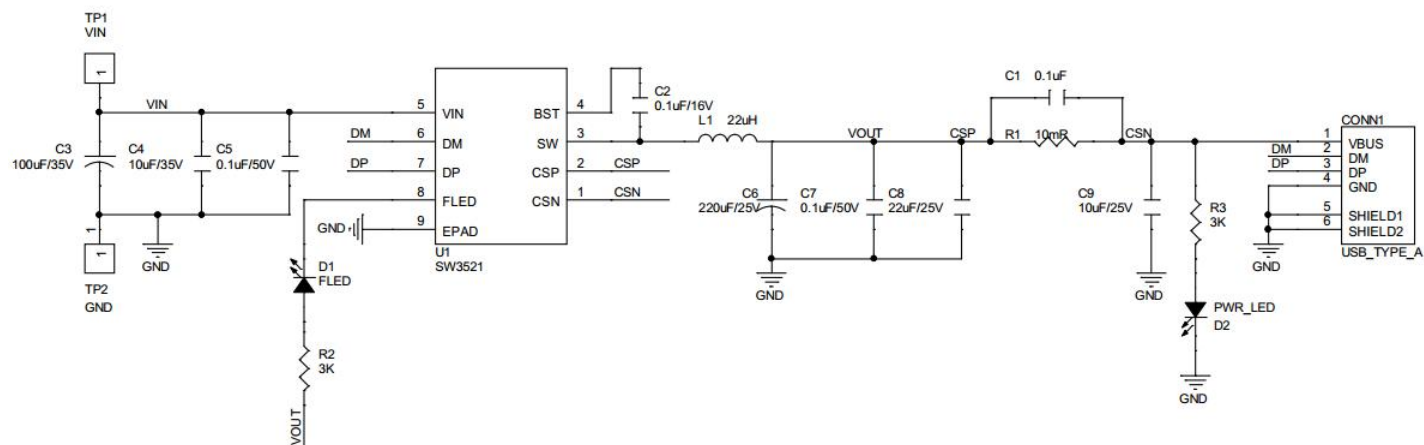 TP1
VIN
1
VIN
C3
100uF/35V
C4
10uF/35V
C5
0.1uF/50V
1
1
TP2
GND
GND
DM
DP
5
6
7
8
9
VIN
DM
DP
FLED
EPAD
BST
SW
CSP
CSN
4
3
2
1
GND
U1
SW3521
D1
FLED
R2
3K
VOUT
C2
0.1uF/16V
CSP
CSN
L1 22uH
VOUT
CSP
C1 0.1uF
R1 10mR
CSN
C6
220uF/25V
C7
0.1uF/50V
C8
22uF/25V
GND
C9
10uF/25V
GND
R3
3K
PWR_LED
D2
GND
CONN1
DM
DP
1
2
3
4
5
6
VBUS
DM
DP
GND
SHIELD1
SHIELD2
GND
USB_TYPE_A